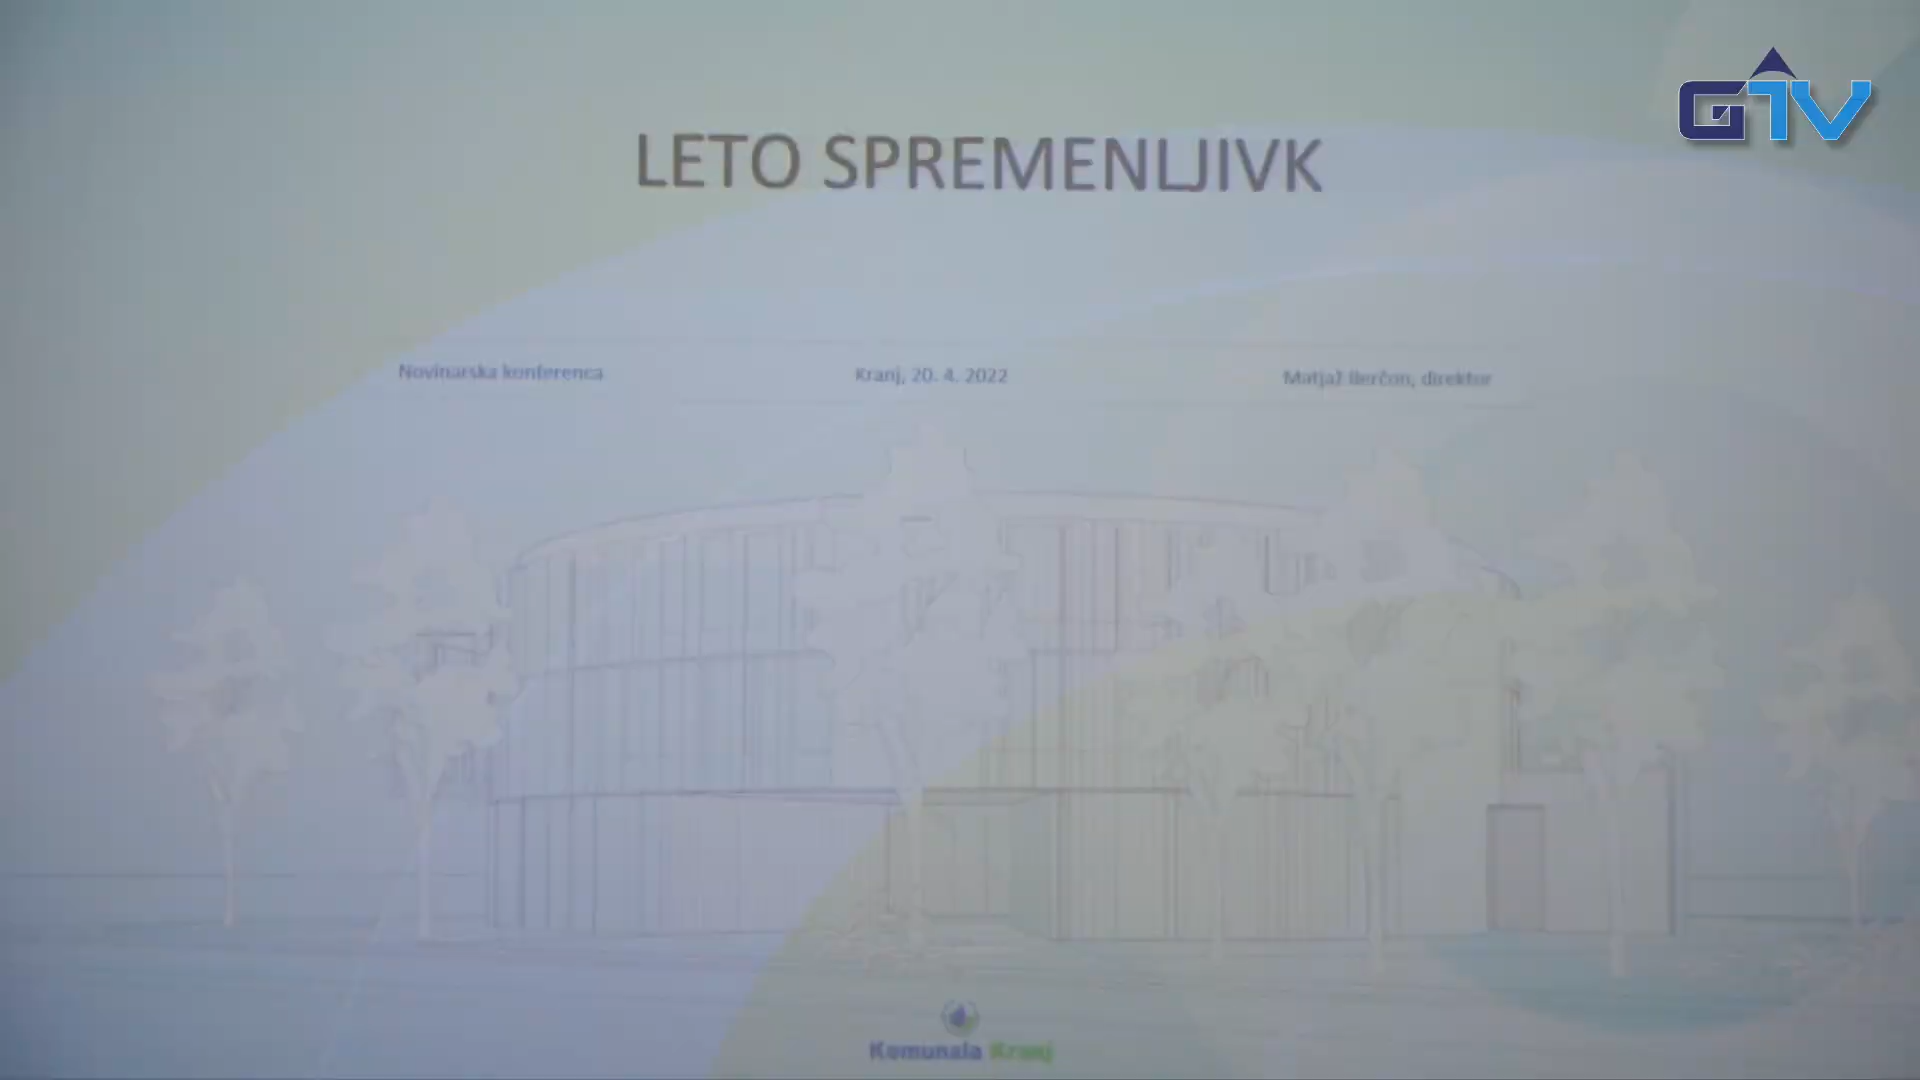 GTV
LETO SPREMENLJIVK
Novinarska konferenca
Kranj, 20. 4. 2022
Matjaž Berčon, direktor
Komunala Kranj